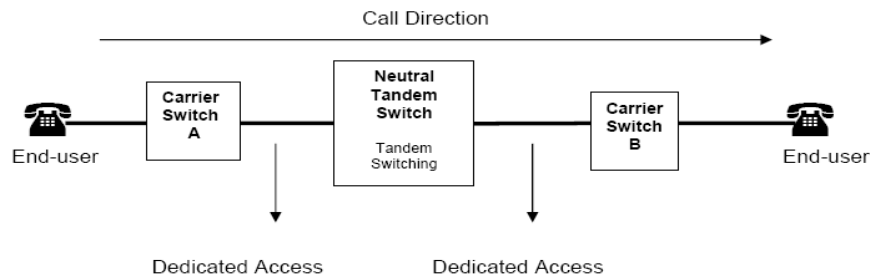 Call Direction
Neutral
Tandem
Switch
Tandem
Switching
Carrier
Switch
A
Carrier
Switch
B
End-user
End-user
Dedicated Access
Dedicated Access